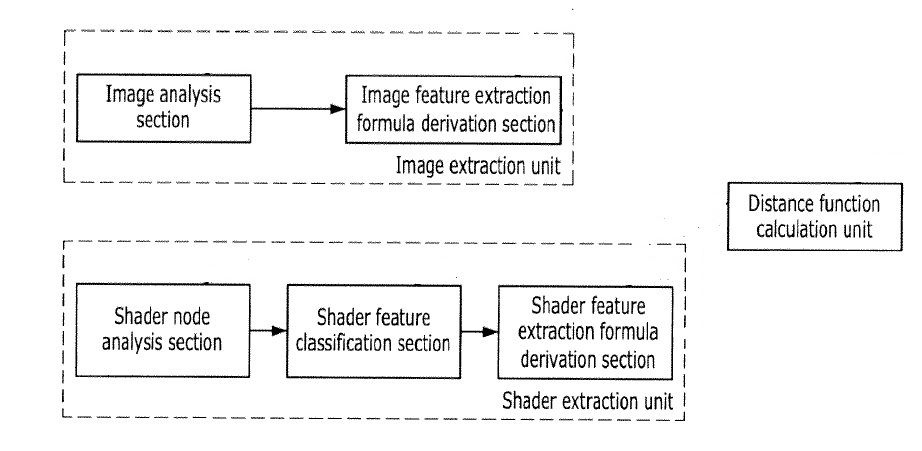 Image analysis
section
Image feature extraction
formula derivation section
Image extraction unit
Distance function
calculation unit
Shader node
analysis section
Shader feature
classification section
Shader feature
extraction formula
derivation section
Shader extraction unit